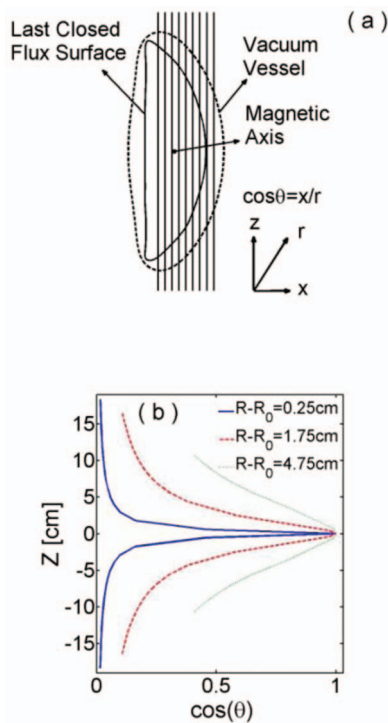 ( a )
Last Closed
Flux Surface
Vacuum
Vessel
Magnetic
Axis
cosθ=x/r
z
r
x
( b )
R-R₀=0.25cm
R-R₀=1.75cm
R-R₀=4.75cm
15
10
5
0
-5
-10
-15
Z [cm]
0
0.5
1
cos(θ)